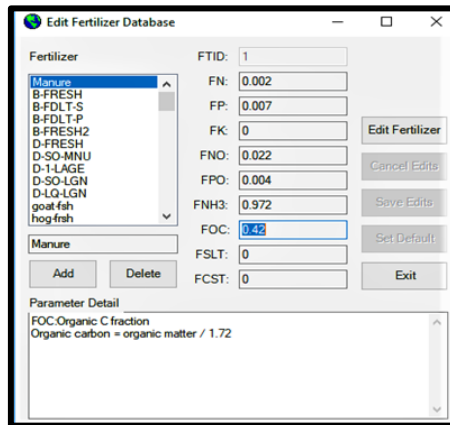 Edit Fertilizer Database
Fertilizer
Manure
B-FRESH
B-FDLT-S
B-FDLT-P
B-FRESH2
D-FRESH
D-SO-MNU
D-1-LAGE
D-SO-LGN
D-LQ-LGN
goat-fsh
hog-frsh
Manure
Add Delete
FTID: 1
FN: 0.002
FP: 0.007
FK: 0
FNO: 0.022
FPO: 0.004
FNH3: 0.972
FOC: 0.42
FSLT: 0
FCST: 0
Edit Fertilizer
Cancel Edits
Save Edits
Set Default
Exit
Parameter Detail
FOC:Organic C fraction
Organic carbon = organic matter / 1.72